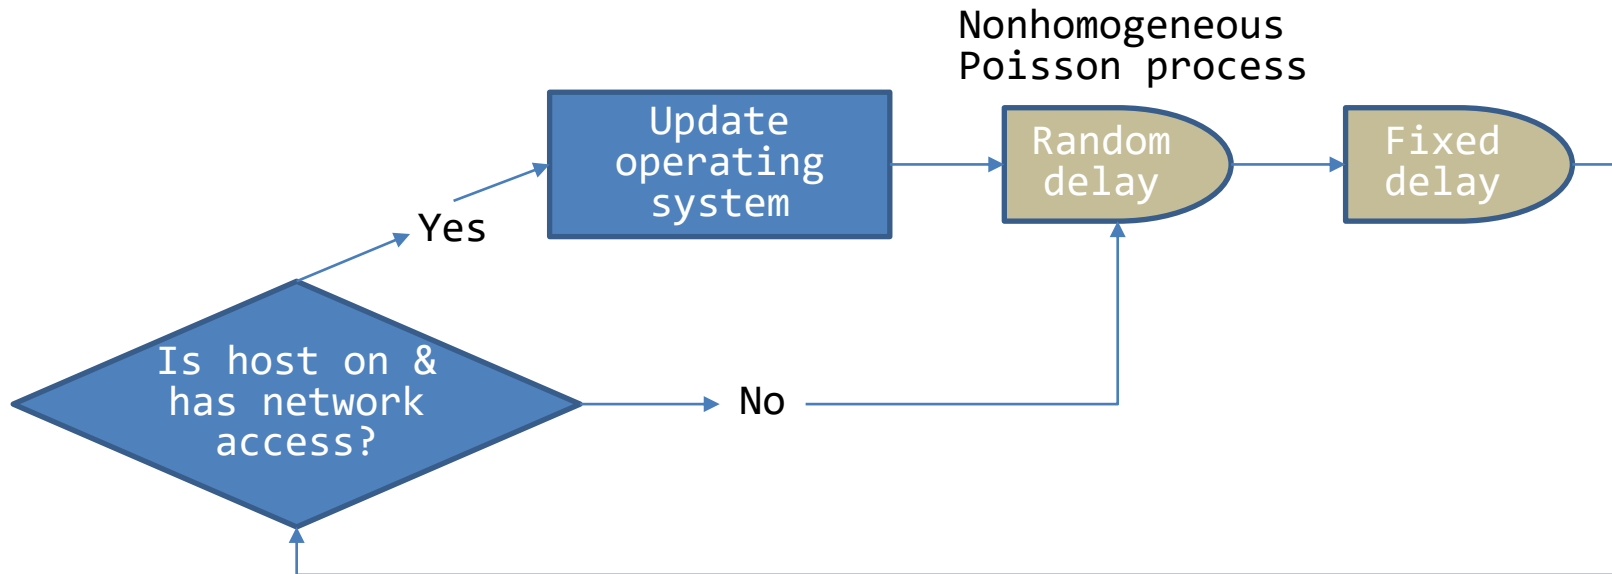 Nonhomogeneous
Poisson process
Update
operating
system
Random
delay
Fixed
delay
Yes
Is host on &
has network
access?
No